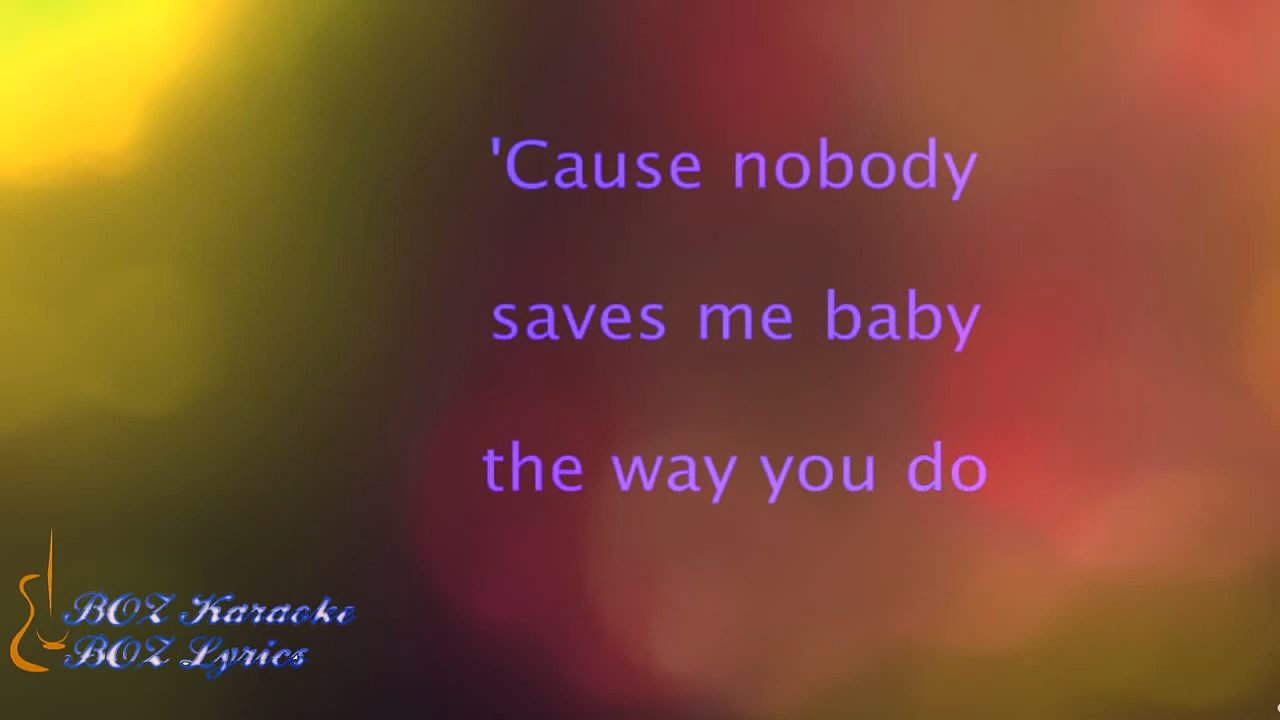 'Cause nobody
saves me baby
the way you do
BOZ Karaoke
BOZ Lyrics